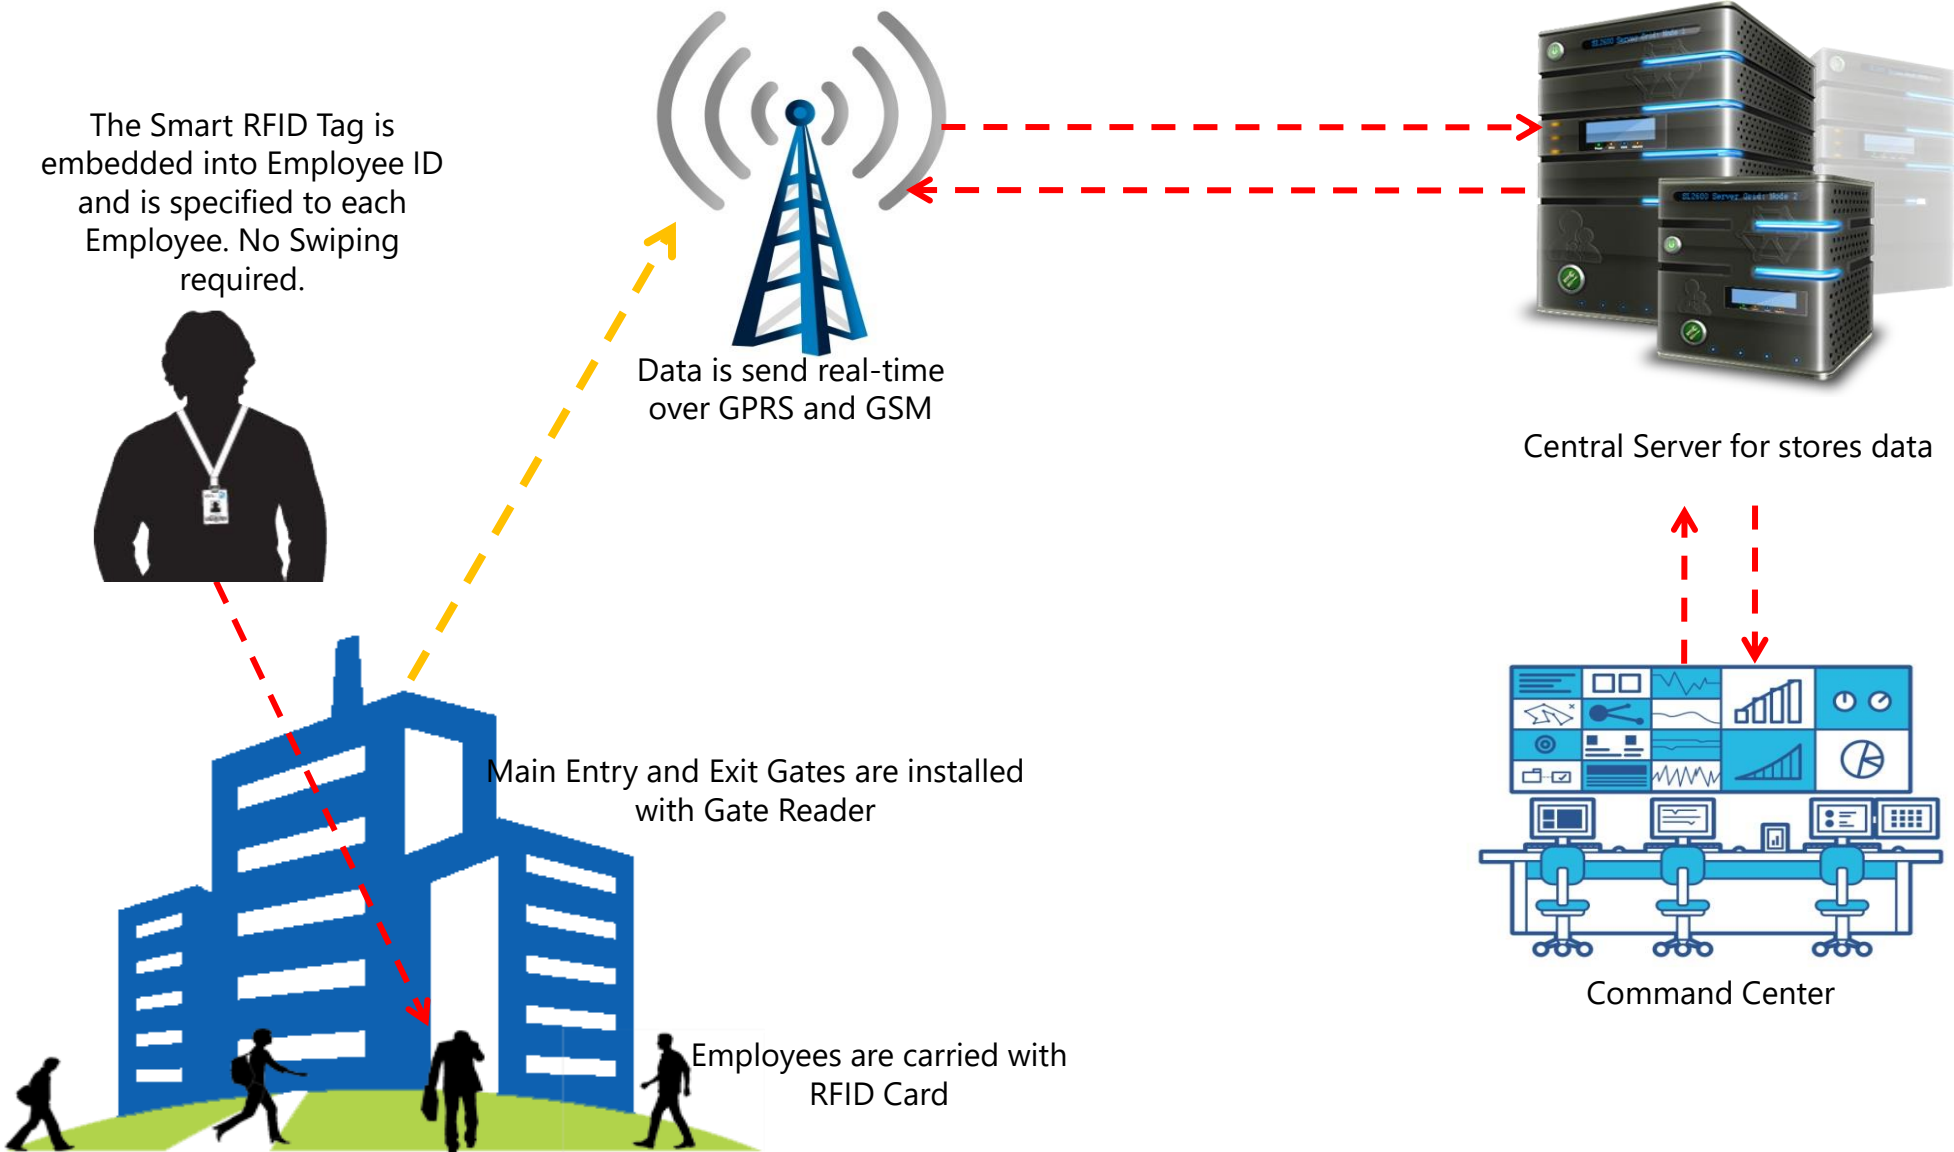 The Smart RFID Tag is
embedded into Employee ID
and is specified to each
Employee. No Swiping
required.
Data is send real-time
over GPRS and GSM
Central Server for stores data
Main Entry and Exit Gates are installed
with Gate Reader
Command Center
Employees are carried with
RFID Card